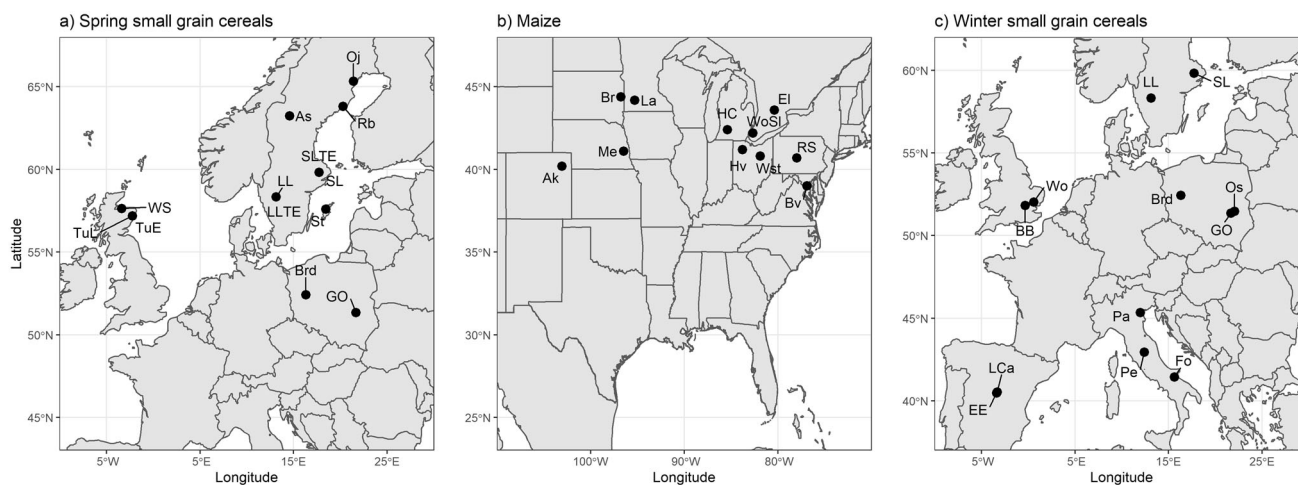 a) Spring small grain cereals
65°N
60°N
55°N
50°N
45°N
Latitude
Oj
As
Rb
SLTE
LL
SL
LLTE
St
WS
TuL
TuE
Brd
GO
5°W
5°E
15°E
25°E
Longitude
b) Maize
45°N
40°N
35°N
30°N
25°N
Br
La
El
HC
WoSl
Me
RS
Ak
Hv
Wst
Bv
100°W
90°W
80°W
Longitude
c) Winter small grain cereals
60°N
55°N
50°N
45°N
40°N
LL
SL
Wo
Brd
Os
BB
GO
Pa
Pe
Fo
LCa
EE
5°W
5°E
15°E
25°E
Longitude